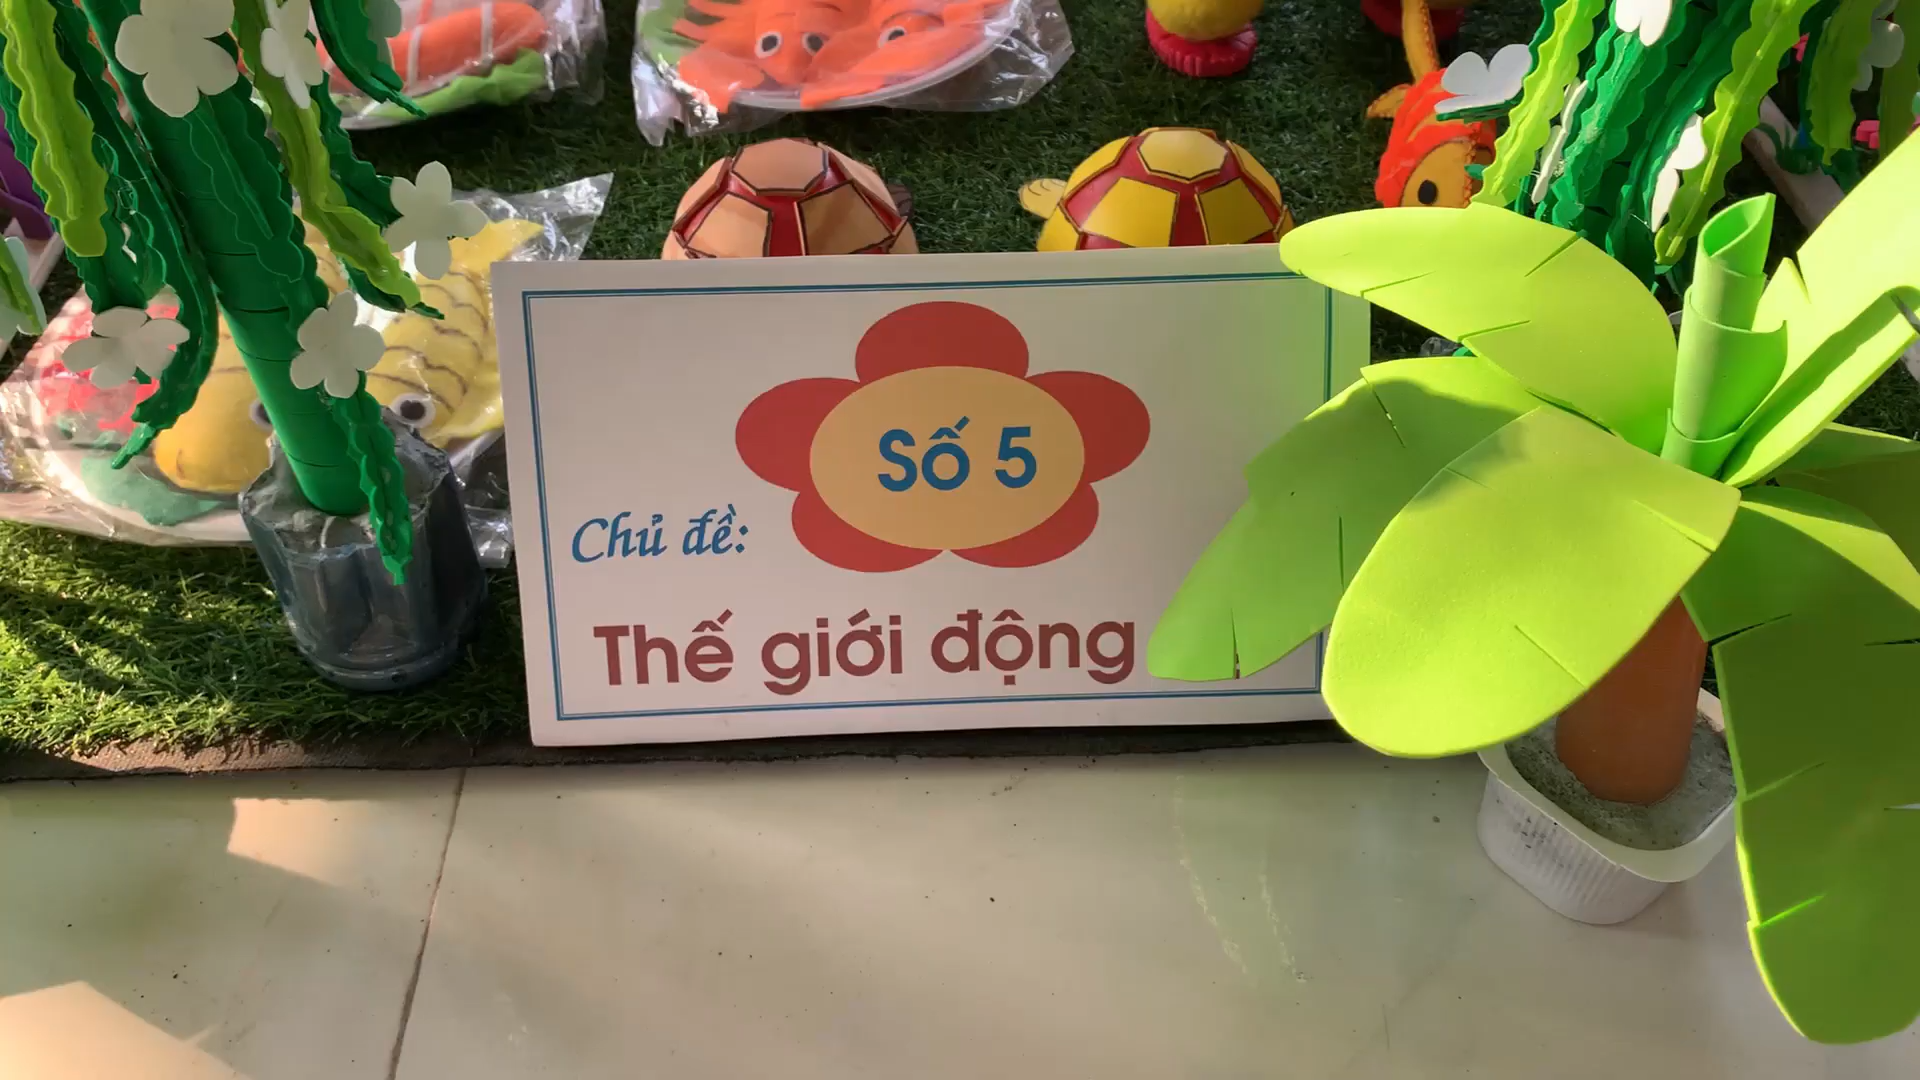 Số 5
Chủ đề:
Thế giới động